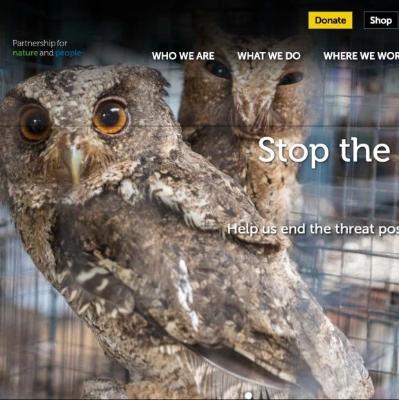 Donate Shop
Partnership for
nature and people
WHO WE ARE WHAT WE DO WHERE WE WOR
Stop the
Help us end the threat pos